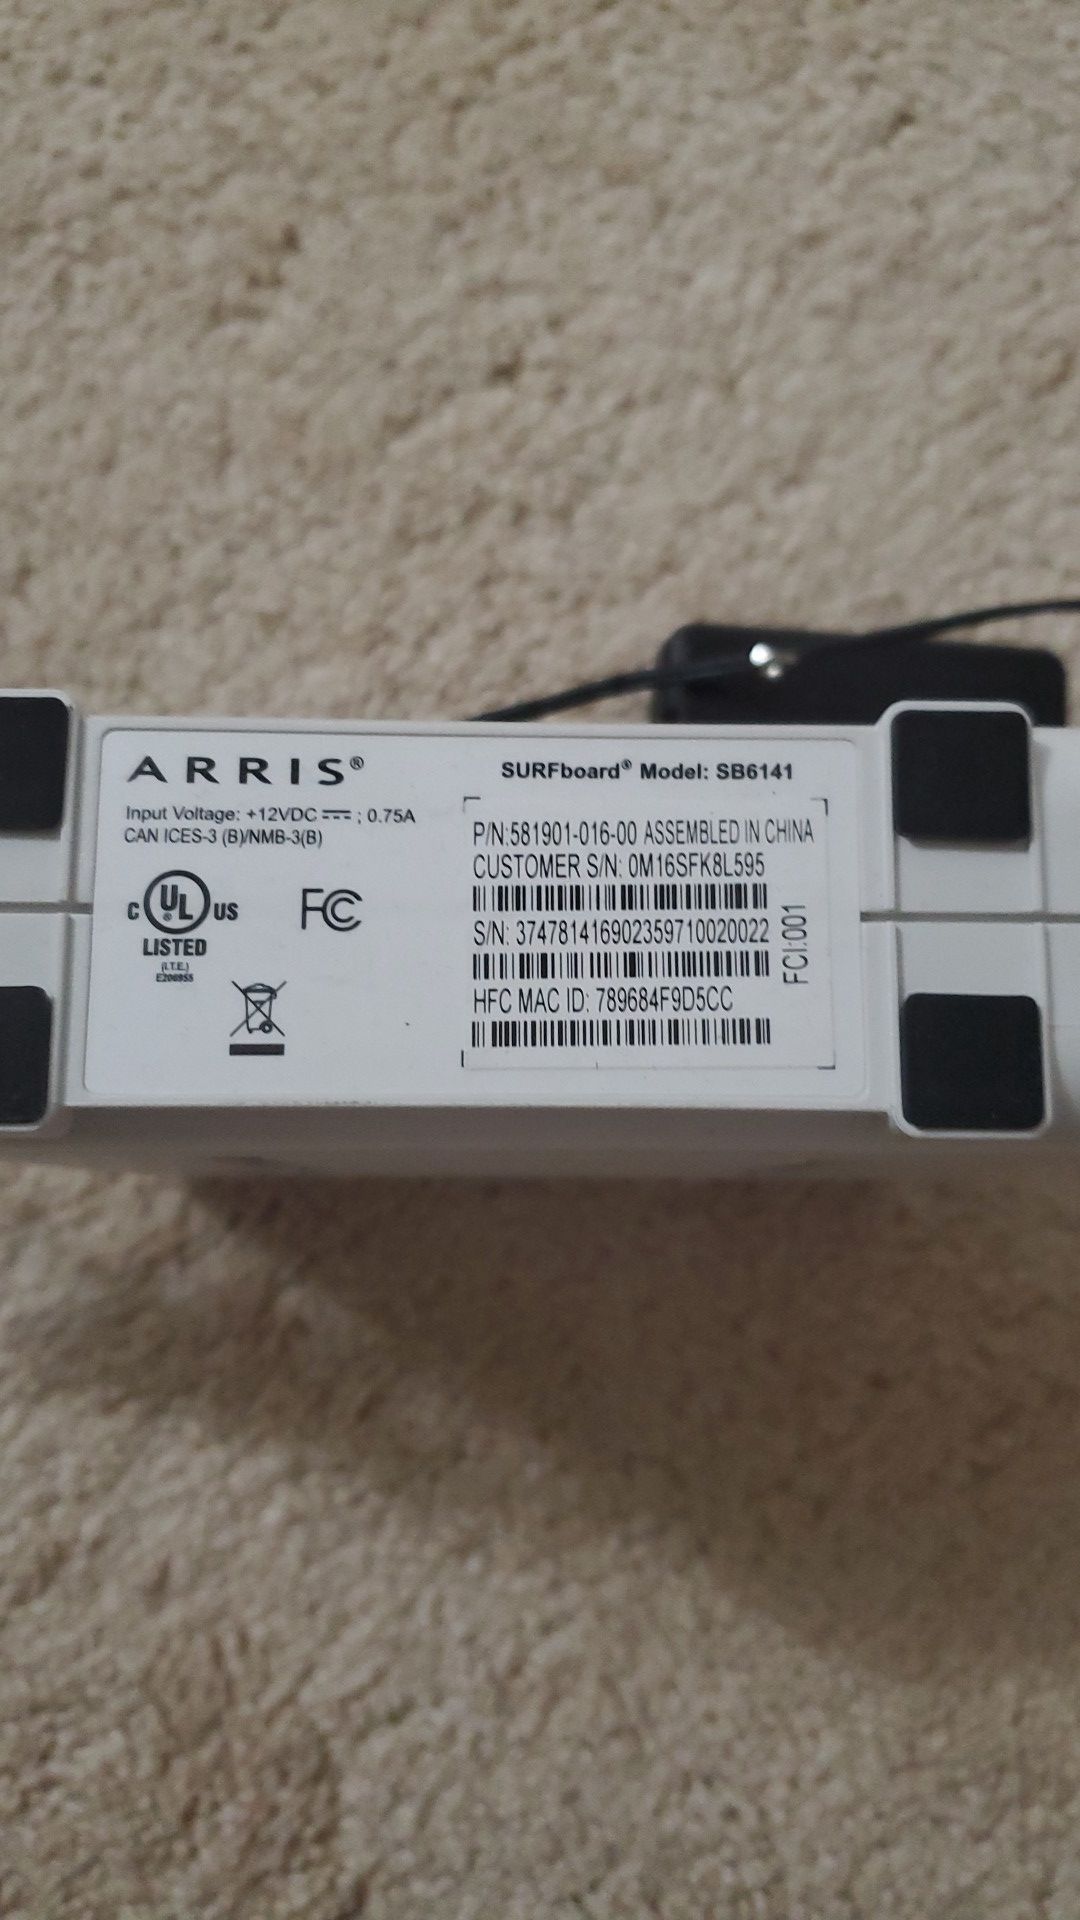 ARRIS®
SURFboard® Model: SB6141
Input Voltage: +12VDC ⎓ ; 0.75A
CAN ICES-3 (B)/NMB-3(B)
C UL ® US
LISTED
(I.T.E.)
E206955
FC
P/N:581901-016-00 ASSEMBLED IN CHINA
CUSTOMER S/N: 0M16SFK8L595
S/N: 374781416902359710020022
HFC MAC ID: 789684F9D5CC
FCI:001